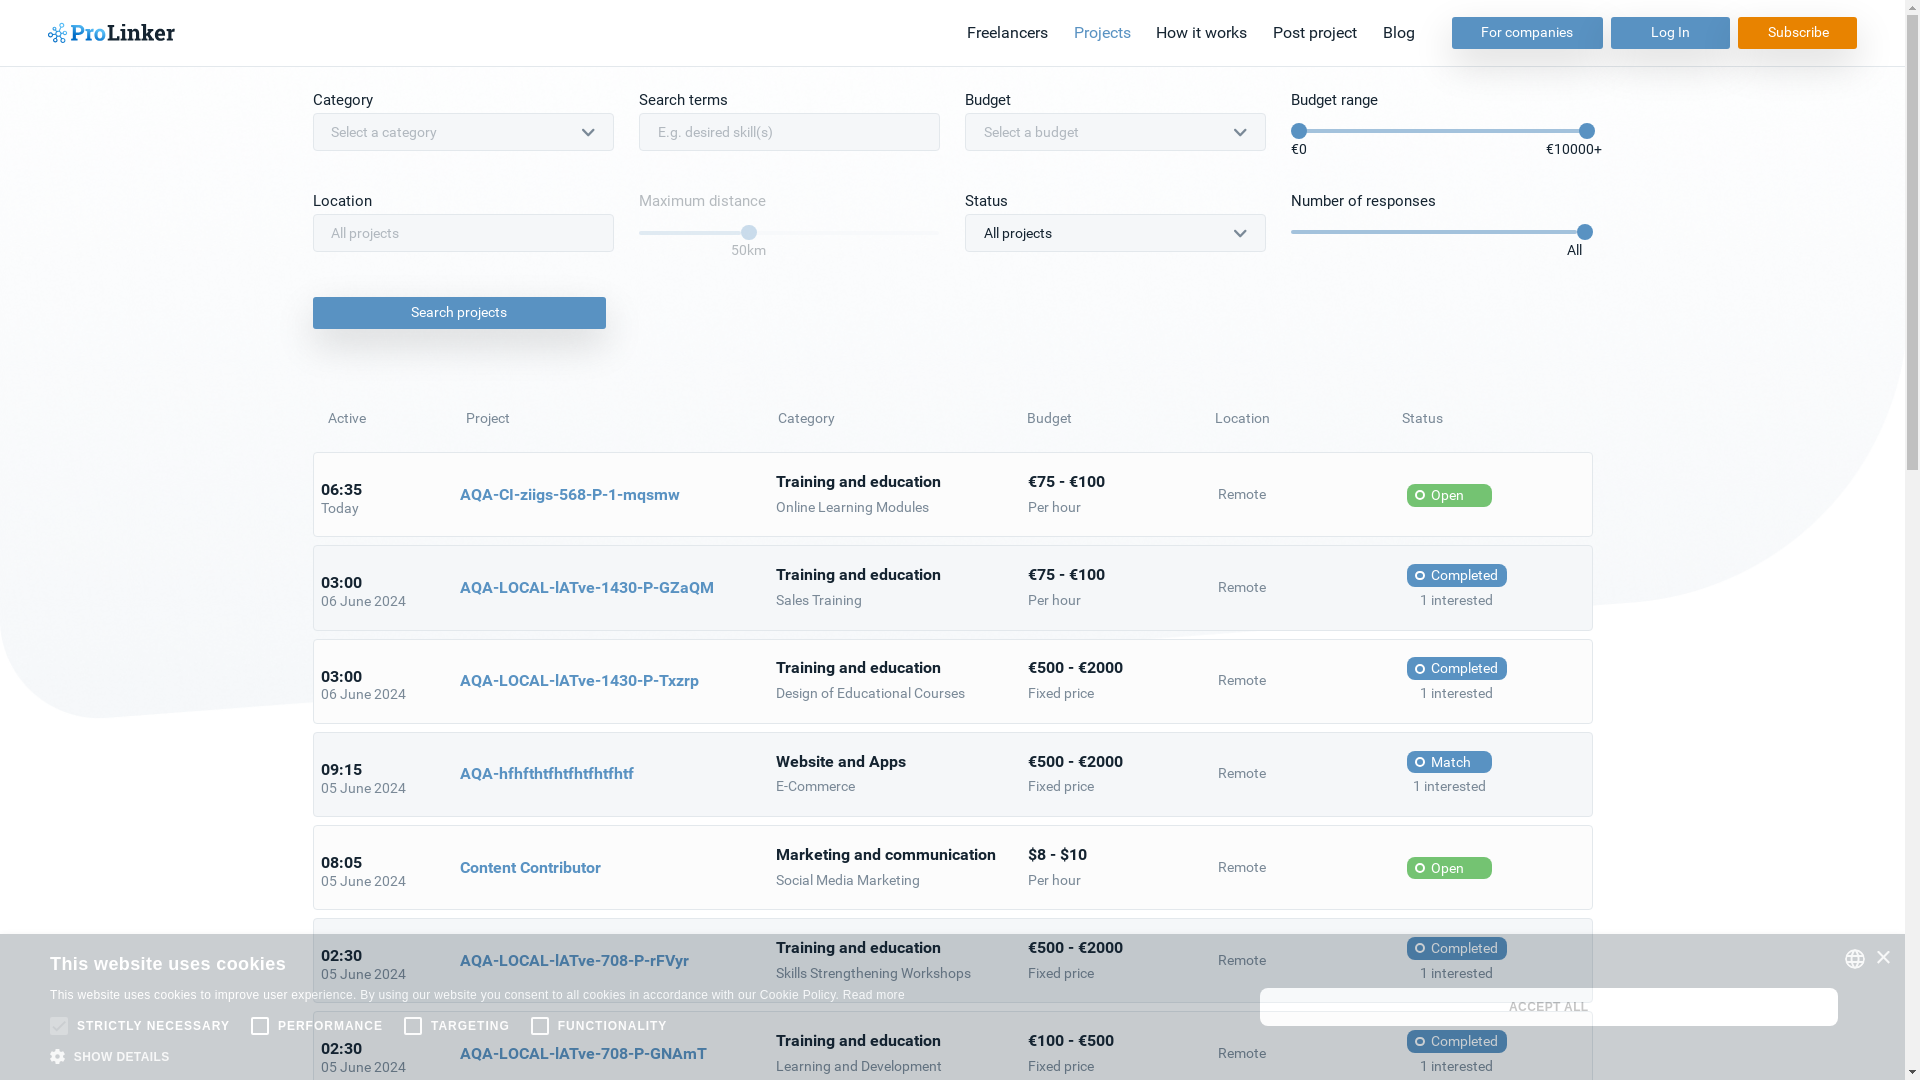 ProLinker
Freelancers Projects How it works Post project Blog For companies Log In Subscribe
Category Search terms Budget Budget range
Select a category E.g. desired skill(s) Select a budget
€0 €10000+
Location Maximum distance Status Number of responses
All projects All projects
50km All
Search projects
Active Project Category Budget Location Status
06:35 AQA-CI-ziigs-568-P-1-mqsmw Training and education €75 - €100 Remote Open
Today Online Learning Modules Per hour
03:00 AQA-LOCAL-lATve-1430-P-GZaQM Training and education €75 - €100 Remote Completed
06 June 2024 Sales Training Per hour 1 interested
03:00 AQA-LOCAL-lATve-1430-P-Txzrp Training and education €500 - €2000 Remote Completed
06 June 2024 Design of Educational Courses Fixed price 1 interested
09:15 AQA-hfhfthtfhtfhtfhtfhtf Website and Apps €500 - €2000 Remote Match
05 June 2024 E-Commerce Fixed price 1 interested
08:05 Content Contributor Marketing and communication $8 - $10 Remote Open
05 June 2024 Social Media Marketing Per hour
02:30 AQA-LOCAL-lATve-708-P-rFVyr Training and education €500 - €2000 Remote Completed
05 June 2024 Skills Strengthening Workshops Fixed price 1 interested
02:30 AQA-LOCAL-lATve-708-P-GNAmT Training and education €100 - €500 Remote Completed
05 June 2024 Learning and Development Fixed price 1 interested
This website uses cookies
This website uses cookies to improve user experience. By using our website you consent to all cookies in accordance with our Cookie Policy. Read more
STRICTLY NECESSARY PERFORMANCE TARGETING FUNCTIONALITY
SHOW DETAILS
ACCEPT ALL